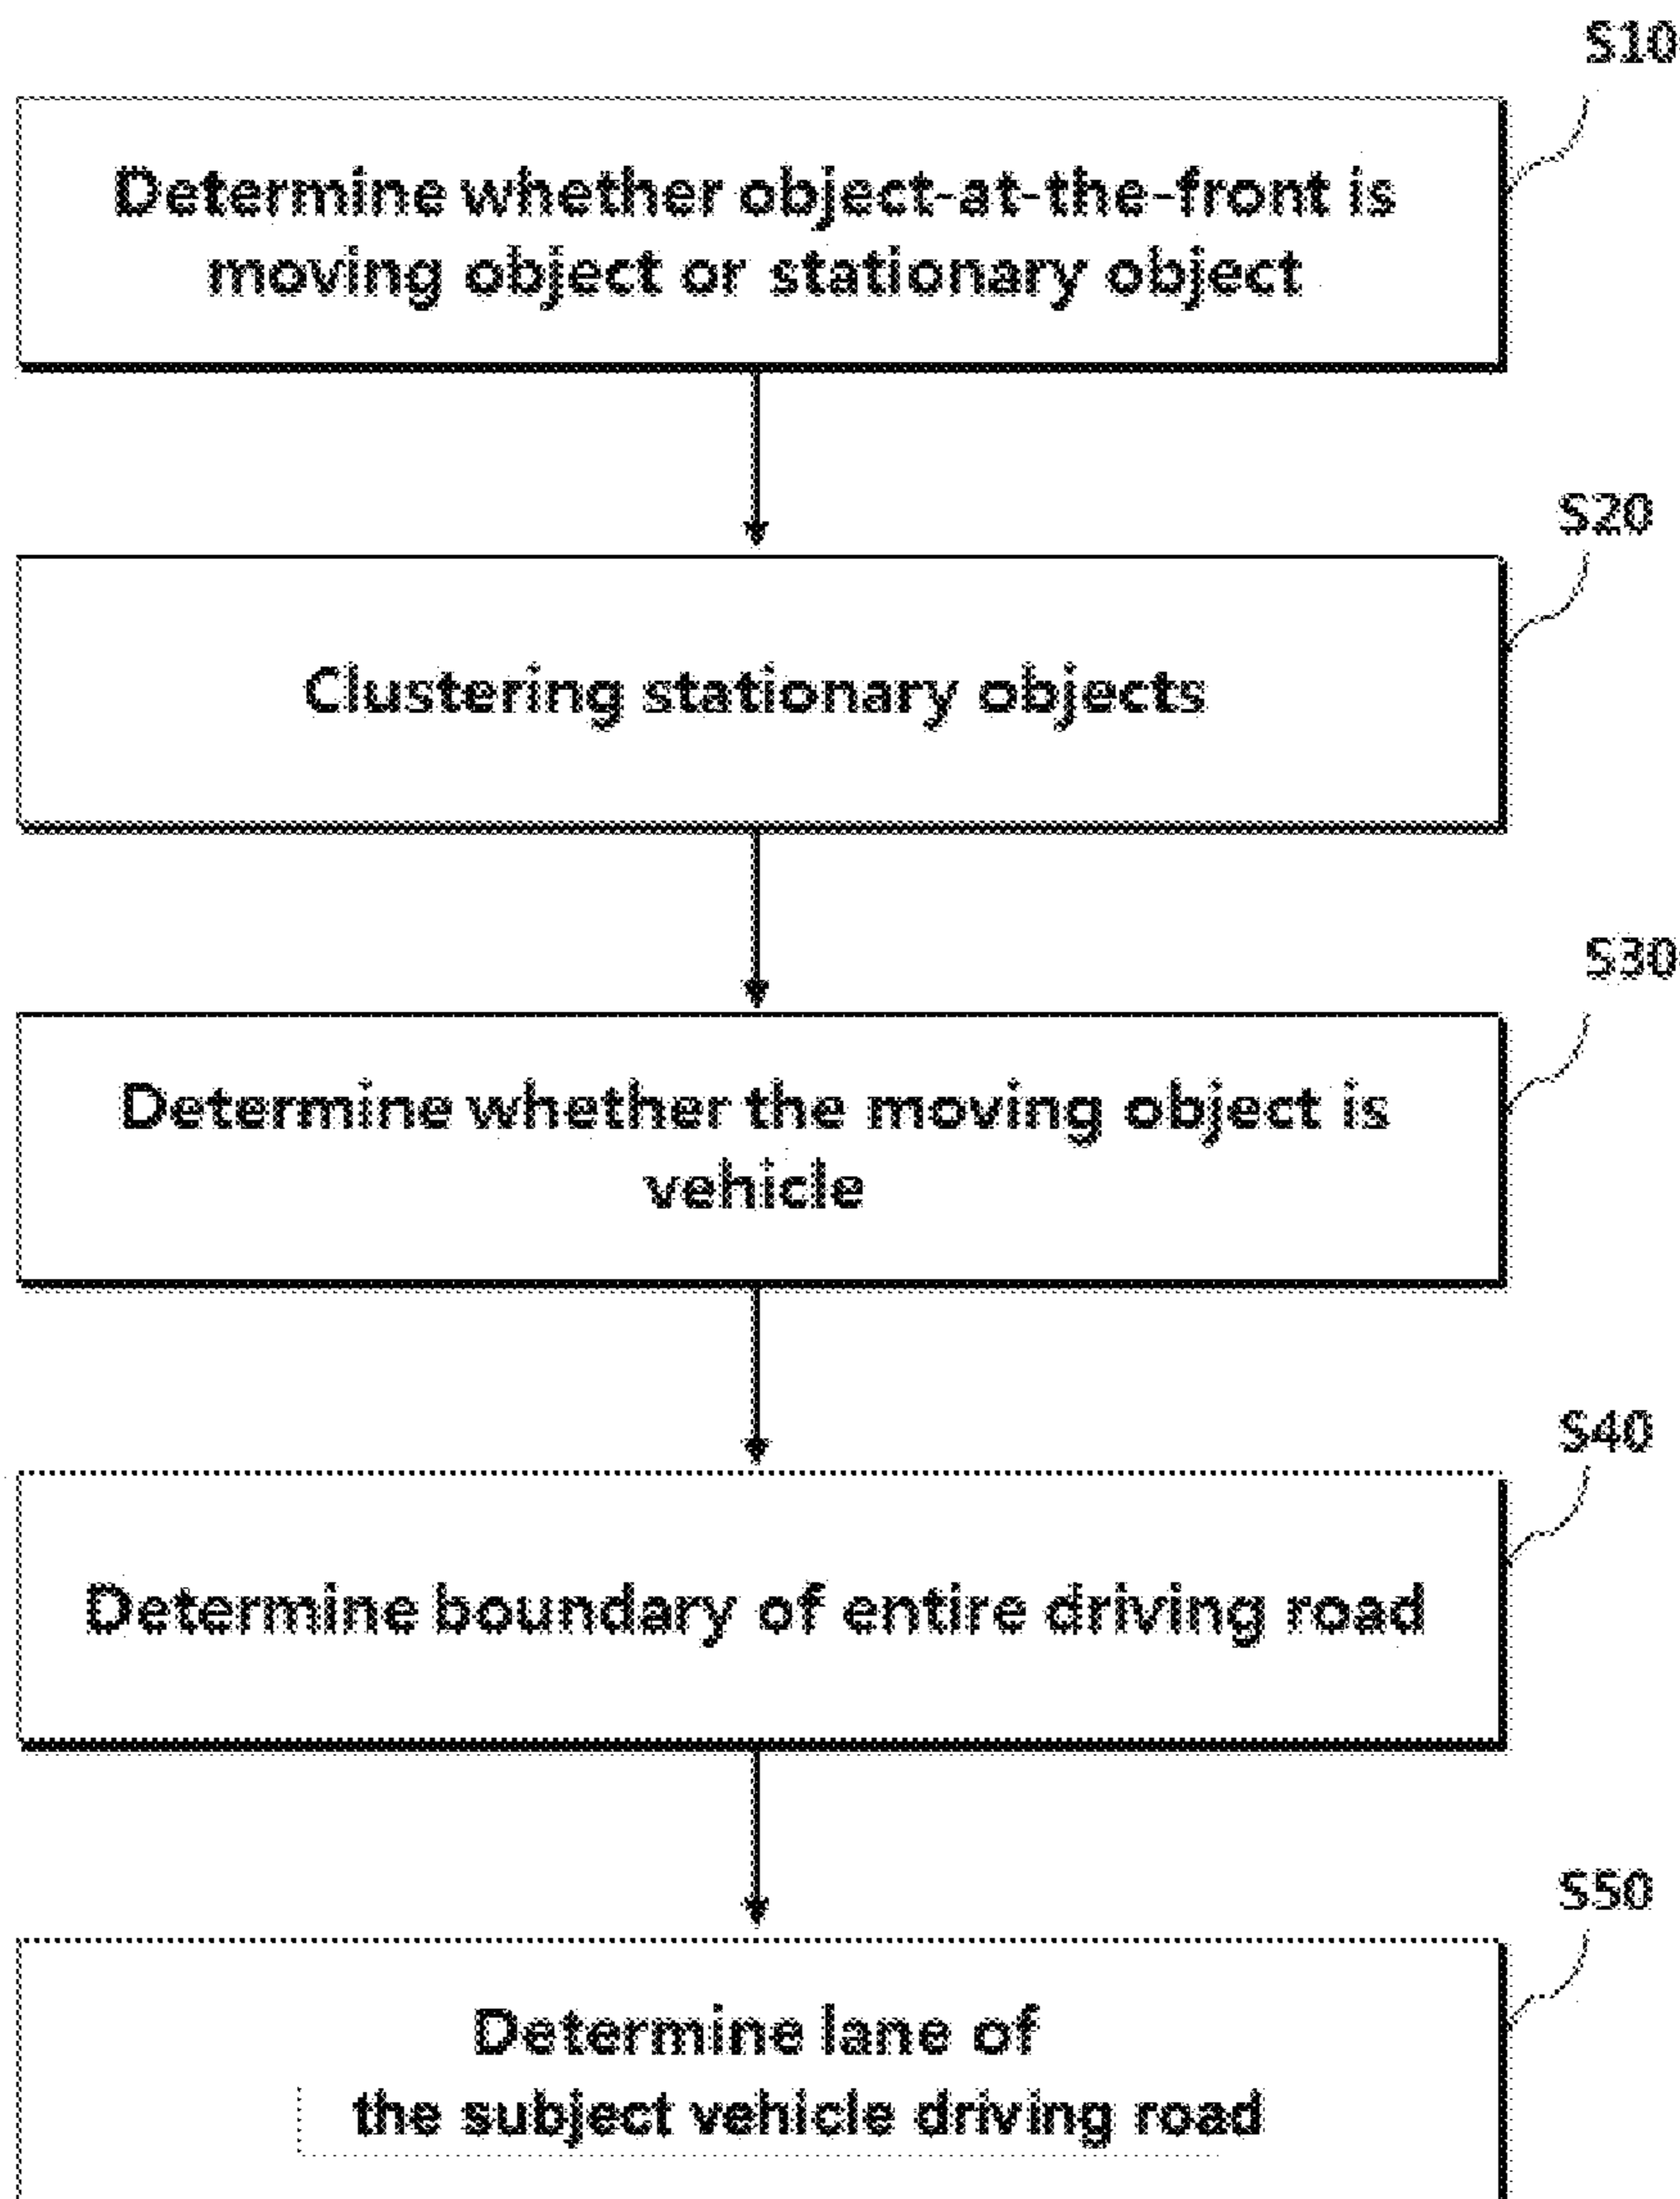 S10
Determine whether object-at-the-front is
moving object or stationary object
S20
Clustering stationary objects
S30
Determine whether the moving object is
vehicle
S40
Determine boundary of entire driving road
S50
Determine lane of
the subject vehicle driving road